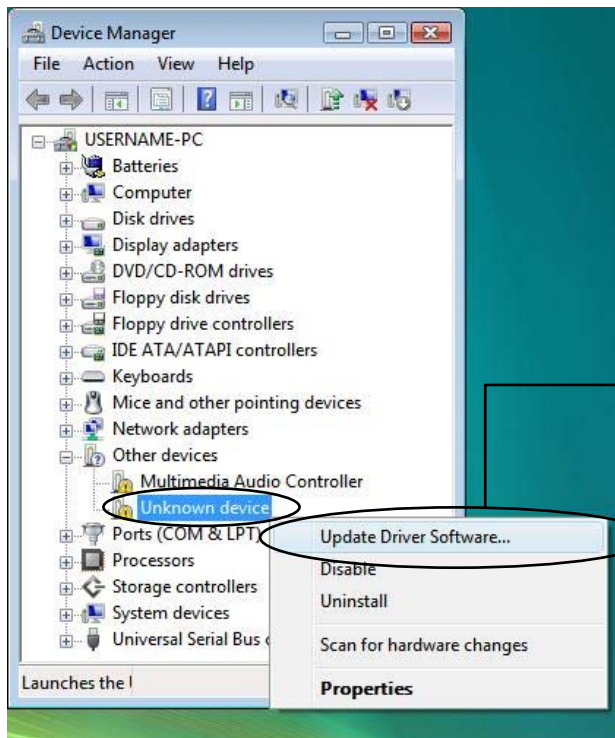 Device Manager
File Action View Help
USERNAME-PC
Batteries
Computer
Disk drives
Display adapters
DVD/CD-ROM drives
Floppy disk drives
Floppy drive controllers
IDE ATA/ATAPI controllers
Keyboards
Mice and other pointing devices
Network adapters
Other devices
Multimedia Audio Controller
Unknown device
Ports (COM & LPT)
Processors
Storage controllers
System devices
Universal Serial Bus
Update Driver Software...
Disable
Uninstall
Scan for hardware changes
Properties
Launches the